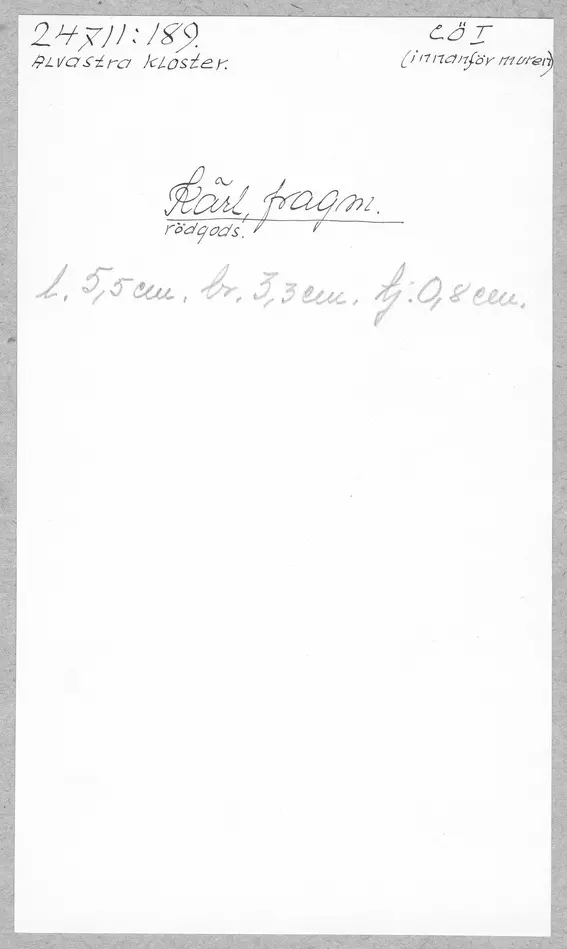 24711:189.
CÖI
Alvastra kloster.
(innanför muren)
Kärl, fragm.
rödgods.
l. 5,5 cm. br. 3,3 cm. tj. 0,8 cm.